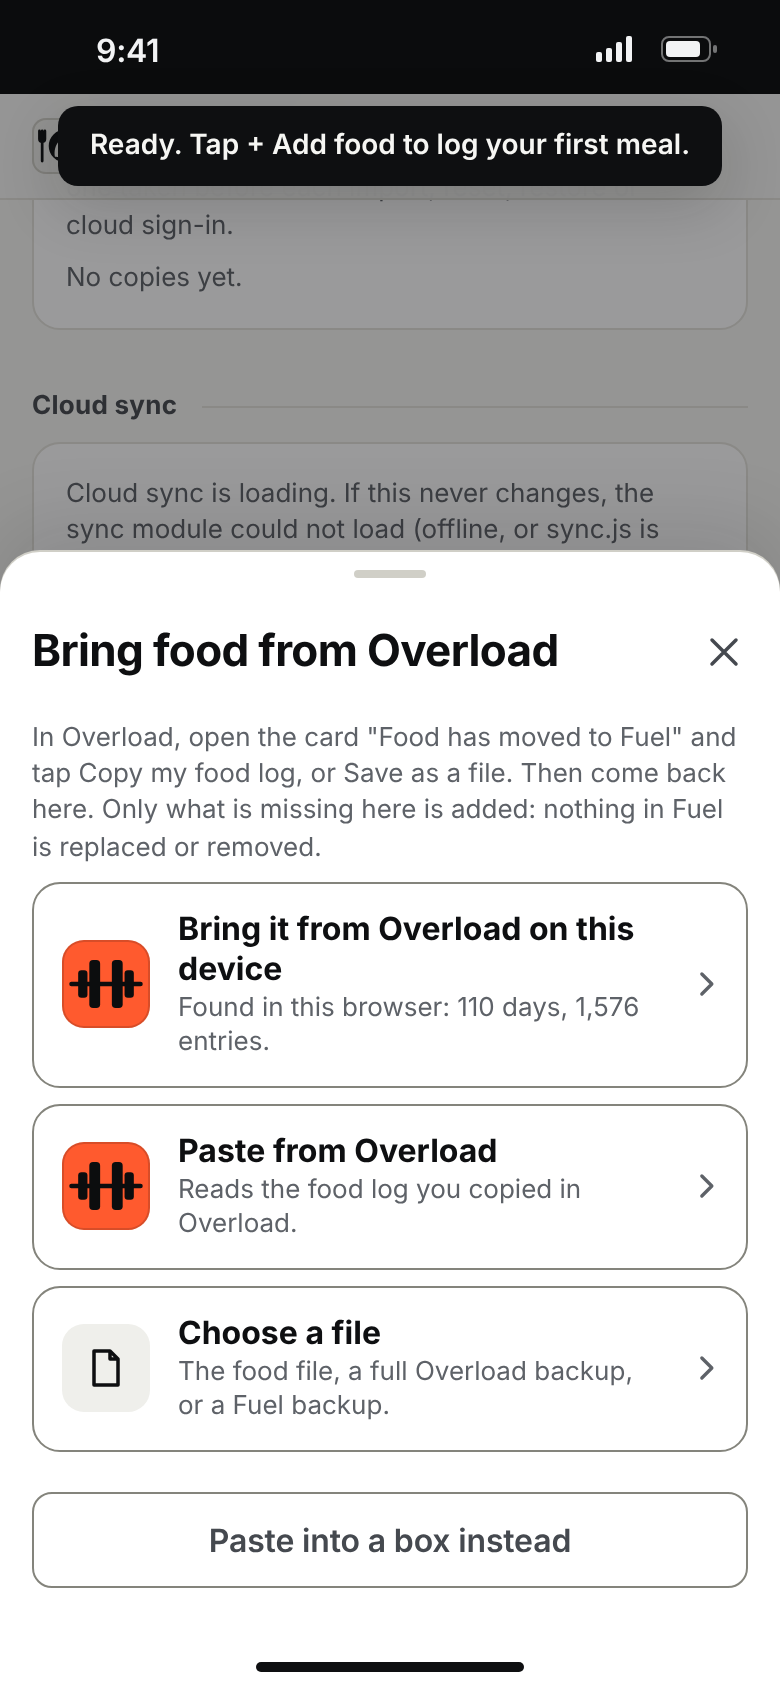 9:41
Ready. Tap + Add food to log your first meal.
cloud sign-in.
No copies yet.
Cloud sync
Cloud sync is loading. If this never changes, the
sync module could not load (offline, or sync.js is
Bring food from Overload
In Overload, open the card "Food has moved to Fuel" and
tap Copy my food log, or Save as a file. Then come back
here. Only what is missing here is added: nothing in Fuel
is replaced or removed.
Bring it from Overload on this
device
Found in this browser: 110 days, 1,576
entries.
Paste from Overload
Reads the food log you copied in
Overload.
Choose a file
The food file, a full Overload backup,
or a Fuel backup.
Paste into a box instead